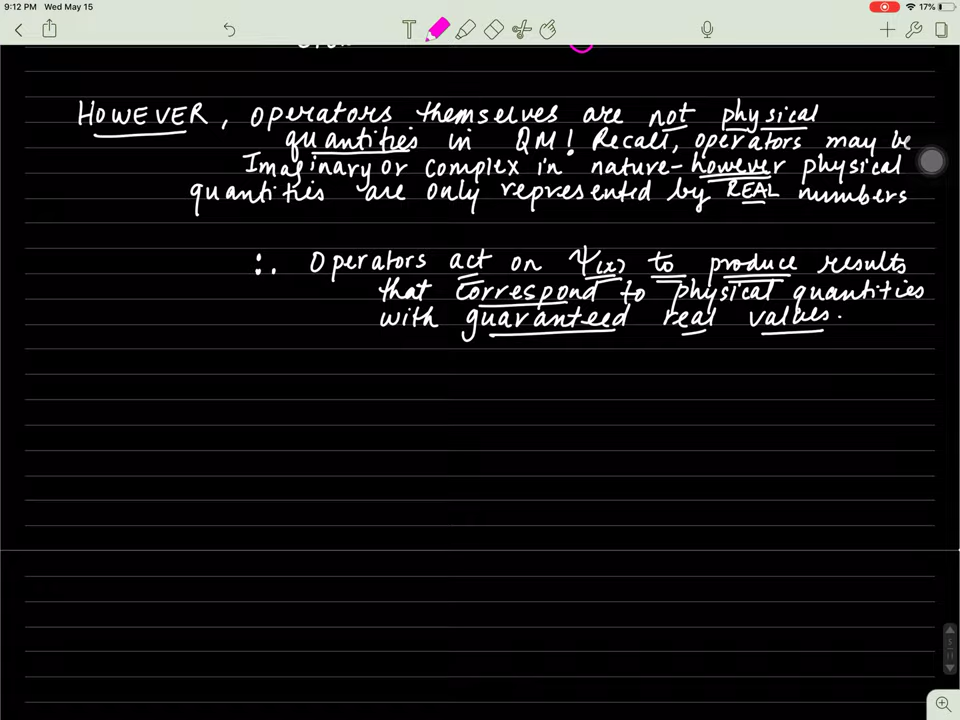 9:12 PM Wed May 15
17%
T
HOWEVER, operators themselves are not physical
quantities in QM! Recall, operators may be
Imaginary or complex in nature- however physical
quantities are only represented by REAL numbers
∴ Operators act on Ψ(x) to produce results
that correspond to physical quantities
with guaranteed real values.